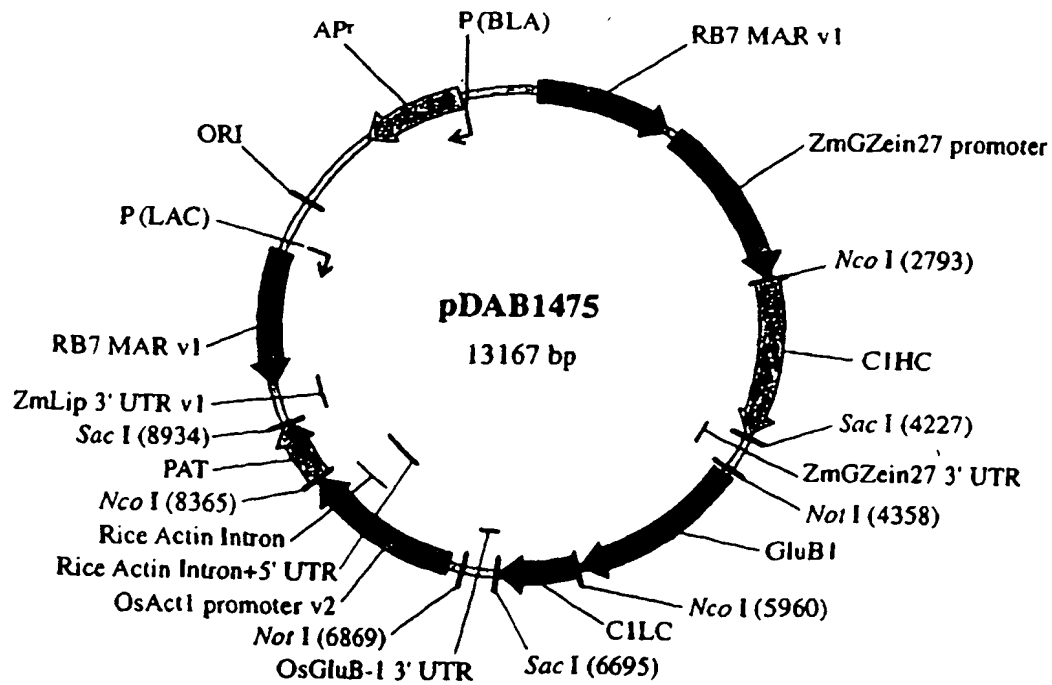 P(BLA)
APr
RB7 MAR v1
ORI
ZmGZein27 promoter
P(LAC)
Nco I (2793)
pDAB1475
13167 bp
RB7 MAR v1
C1HC
ZmLip 3' UTR v1
Sac I (8934)
Sac I (4227)
PAT
ZmGZein27 3' UTR
Nco I (8365)
Not I (4358)
Rice Actin Intron
GluB1
Rice Actin Intron+5' UTR
OsAct1 promoter v2
Nco I (5960)
Not I (6869)
C1LC
OsGluB-1 3' UTR
Sac I (6695)